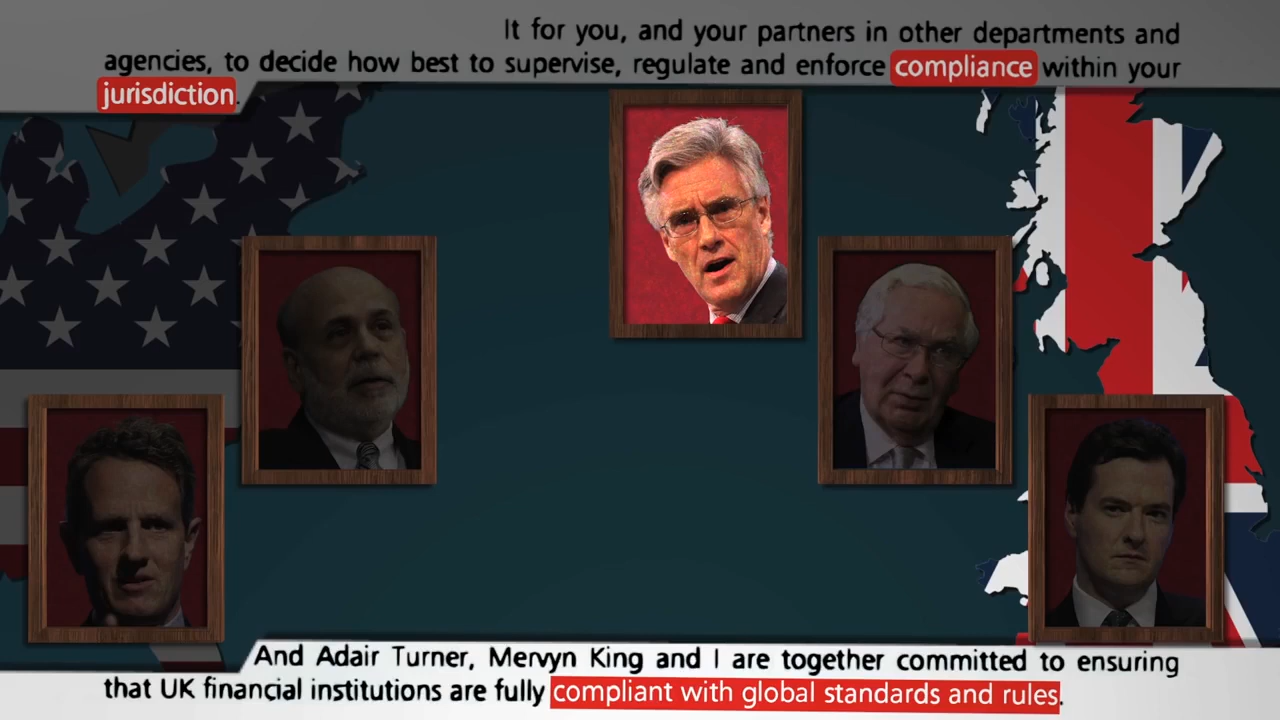 It for you, and your partners in other departments and
agencies, to decide how best to supervise, regulate and enforce compliance within your
jurisdiction.
And Adair Turner, Mervyn King and I are together committed to ensuring
that UK financial institutions are fully compliant with global standards and rules.